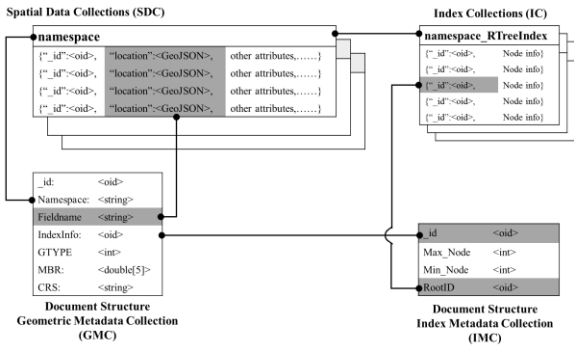 Spatial Data Collections (SDC)
Index Collections (IC)
namespace
{“_id”:<oid>, “location”:<GeoJSON>, other attributes,……}
{“_id”:<oid>, “location”:<GeoJSON>, other attributes,……}
{“_id”:<oid>, “location”:<GeoJSON>, other attributes,……}
{“_id”:<oid>, “location”:<GeoJSON>, other attributes,……}
namespace_RTreeIndex
{“_id”:<oid>, Node info}
{“_id”:<oid>, Node info}
{“_id”:<oid>, Node info}
{“_id”:<oid>, Node info}
{“_id”:<oid>, Node info}
_id: <oid>
Namespace: <string>
Fieldname <string>
IndexInfo: <oid>
GTYPE <int>
MBR: <double[5]>
CRS: <string>
Document Structure
Geometric Metadata Collection
(GMC)
_id <oid>
Max_Node <int>
Min_Node <int>
RootID <oid>
Document Structure
Index Metadata Collection
(IMC)